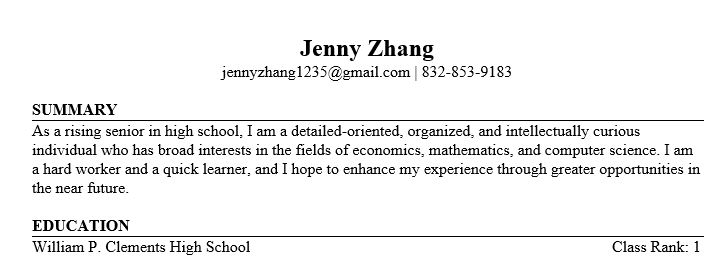 Jenny Zhang
jennyzhang1235@gmail.com | 832-853-9183
SUMMARY
As a rising senior in high school, I am a detailed-oriented, organized, and intellectually curious
individual who has broad interests in the fields of economics, mathematics, and computer science. I am
a hard worker and a quick learner, and I hope to enhance my experience through greater opportunities in
the near future.
EDUCATION
William P. Clements High School Class Rank: 1